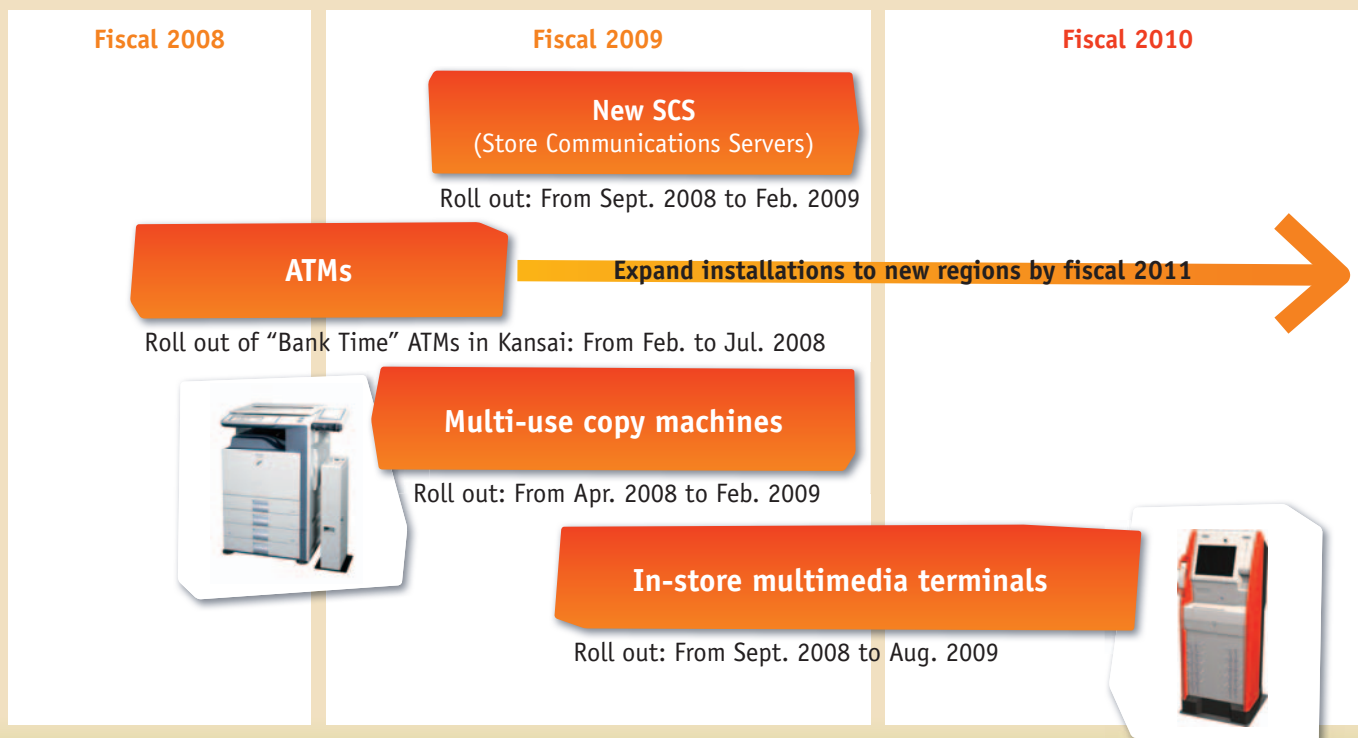 Fiscal 2008
Fiscal 2009
Fiscal 2010
New SCS
(Store Communications Servers)
Roll out: From Sept. 2008 to Feb. 2009
ATMs
Expand installations to new regions by fiscal 2011
Roll out of “Bank Time” ATMs in Kansai: From Feb. to Jul. 2008
Multi-use copy machines
Roll out: From Apr. 2008 to Feb. 2009
In-store multimedia terminals
Roll out: From Sept. 2008 to Aug. 2009